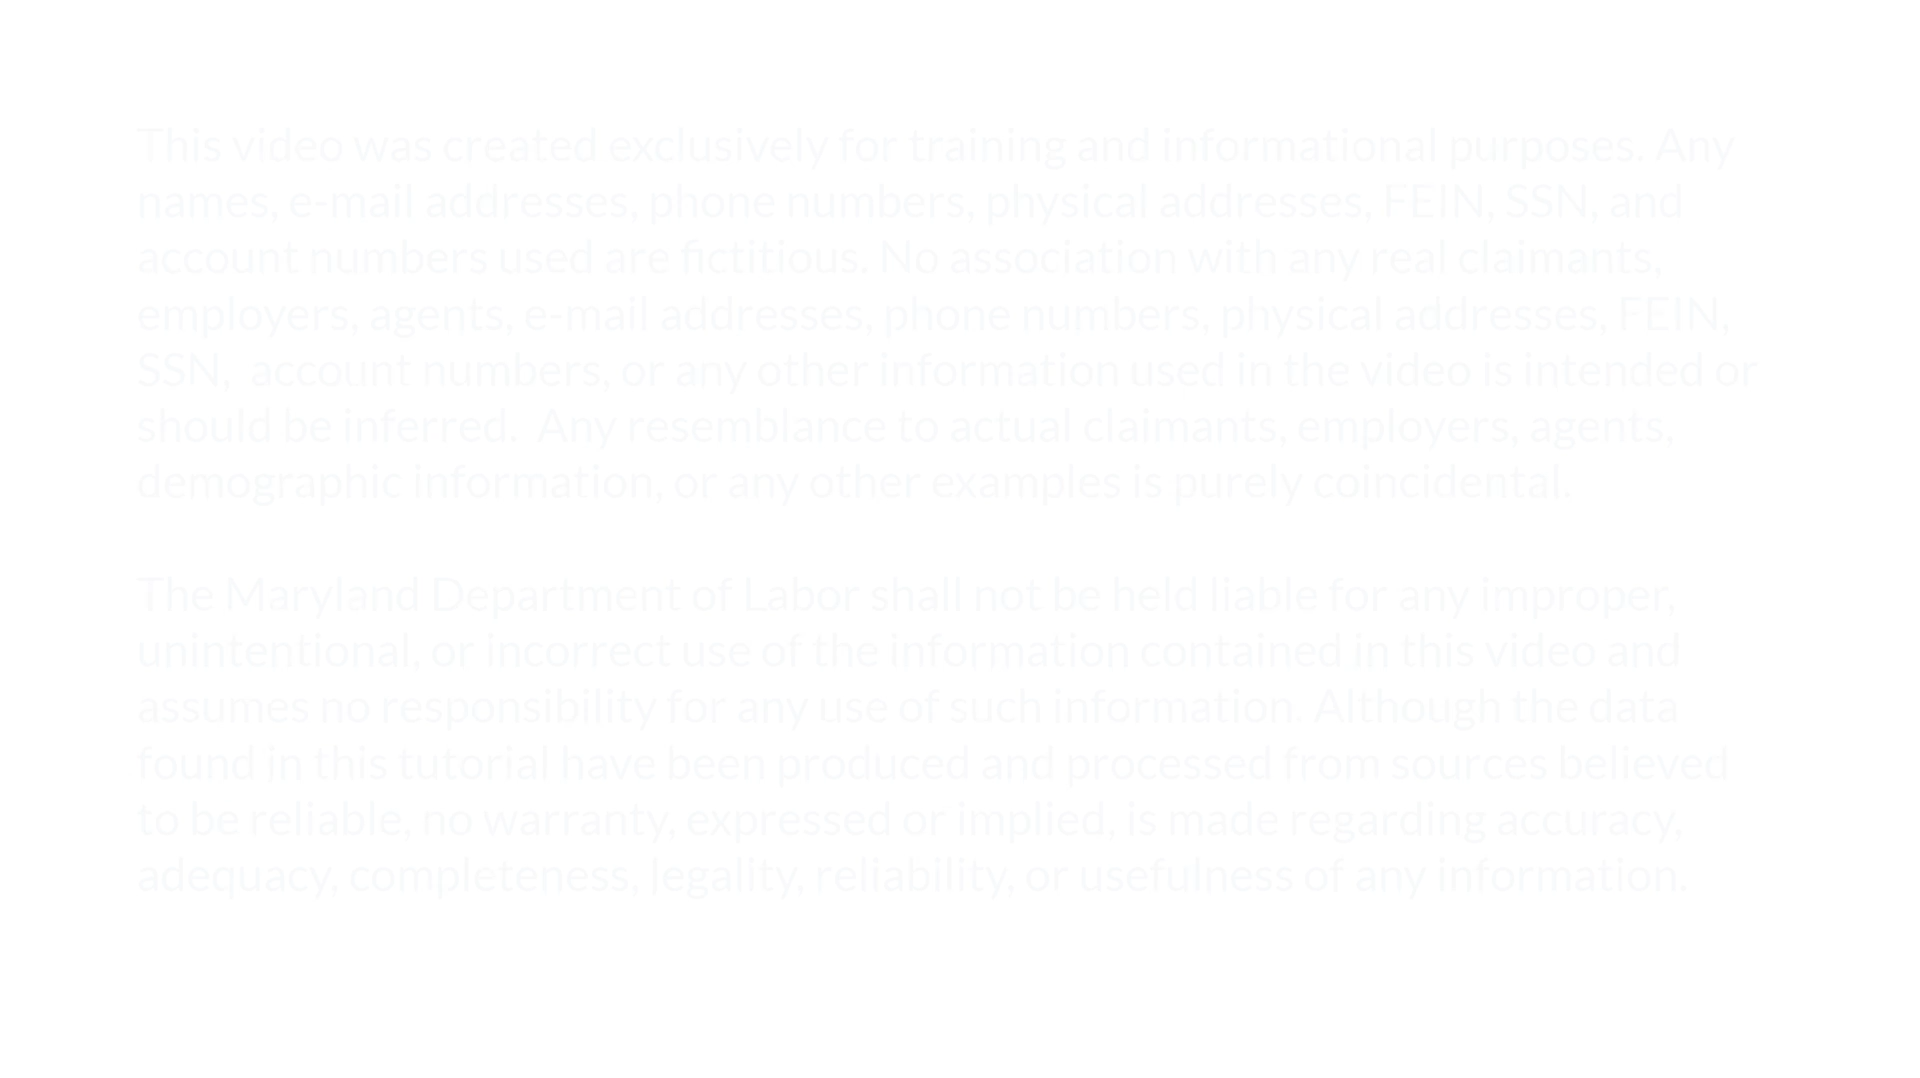 This video was created exclusively for training and informational purposes. Any
names, e-mail addresses, phone numbers, physical addresses, FEIN, SSN, and
account numbers used are fictitious. No association with any real claimants,
employers, agents, e-mail addresses, phone numbers, physical addresses, FEIN,
SSN,  account numbers, or any other information used in the video is intended or
should be inferred.  Any resemblance to actual claimants, employers, agents,
demographic information, or any other examples is purely coincidental.

The Maryland Department of Labor shall not be held liable for any improper,
unintentional, or incorrect use of the information contained in this video and
assumes no responsibility for any use of such information. Although the data
found in this tutorial have been produced and processed from sources believed
to be reliable, no warranty, expressed or implied, is made regarding accuracy,
adequacy, completeness, legality, reliability, or usefulness of any information.